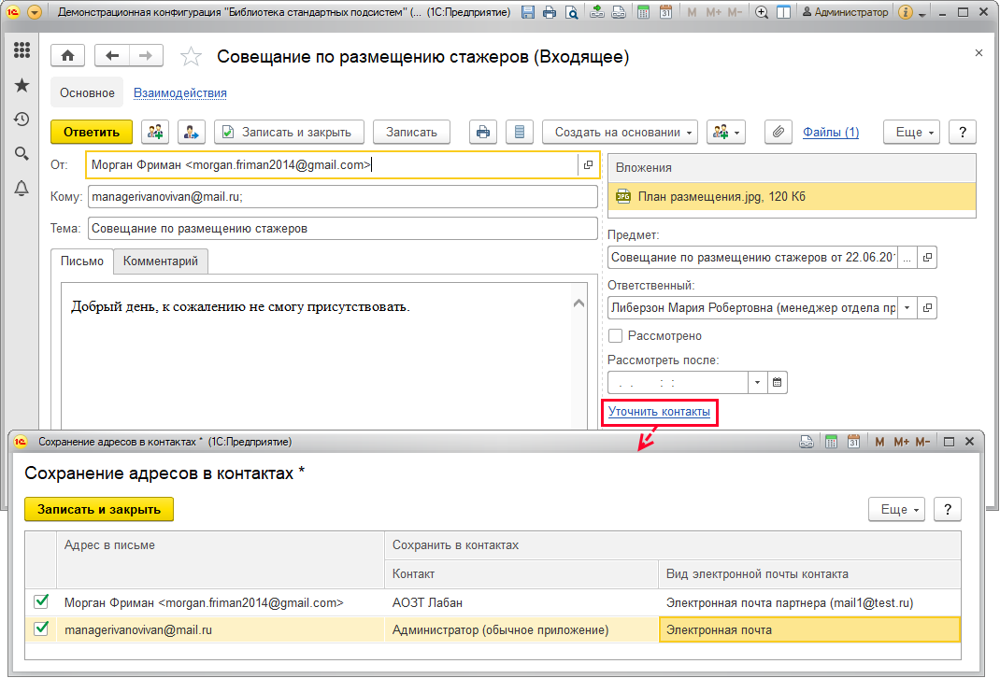 Демонстрационная конфигурация "Библиотека стандартных подсистем" (... (1С:Предприятие) M M+ M- Администратор
Совещание по размещению стажеров (Входящее)
Основное Взаимодействия
Ответить Записать и закрыть Записать Создать на основании Файлы (1) Еще ?
От: Морган Фриман <morgan.friman2014@gmail.com>
Кому: managerivanovivan@mail.ru;
Тема: Совещание по размещению стажеров
Вложения
План размещения.jpg, 120 Кб
Письмо Комментарий
Добрый день, к сожалению не смогу присутствовать.
Предмет:
Совещание по размещению стажеров от 22.06.20 ...
Ответственный:
Либерзон Мария Робертовна (менеджер отдела пр
Рассмотрено
Рассмотреть после:
. . : :
Уточнить контакты
Сохранение адресов в контактах * (1С:Предприятие) 31 M M+ M-
Сохранение адресов в контактах *
Записать и закрыть Еще ?
Адрес в письме Сохранить в контактах
Контакт Вид электронной почты контакта
Морган Фриман <morgan.friman2014@gmail.com> АОЗТ Лабан Электронная почта партнера (mail1@test.ru)
managerivanovivan@mail.ru Администратор (обычное приложение) Электронная почта